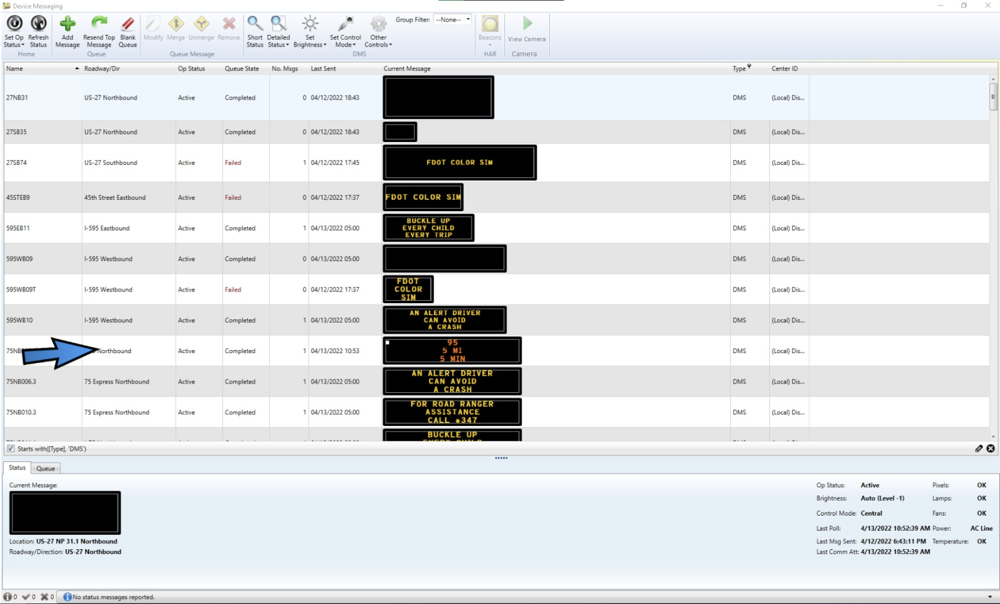 Device Messaging
Set Op Status
Refresh Status
Add Message
Resend Top Message
Blank Queue
Modify
Merge
Unmerge
Remove
Short Status
Detailed Status
Set Brightness
Set Control Mode
Other Controls
Group Filter: --None--
Beacons
View Camera
Home
Queue
Queue Message
DMS
HAR
Camera
Name Roadway/Dir Op Status Queue State No. Msgs Last Sent Current Message Type Center ID
27NB31 US-27 Northbound Active Completed 0 04/12/2022 18:43 DMS (Local) Dis...
27SB35 US-27 Northbound Active Completed 0 04/12/2022 18:43 DMS (Local) Dis...
27SB74 US-27 Southbound Active Failed 1 04/12/2022 17:45 FDOT COLOR SIM DMS (Local) Dis...
45STEB9 45th Street Eastbound Active Failed 0 04/12/2022 17:37 FDOT COLOR SIM DMS (Local) Dis...
BUCKLE UP
595EB11 I-595 Eastbound Active Completed 1 04/13/2022 05:00 EVERY CHILD DMS (Local) Dis...
EVERY TRIP
595WB09 I-595 Westbound Active Completed 0 04/13/2022 05:00 DMS (Local) Dis...
FDOT
595WB09T I-595 Westbound Active Failed 0 04/12/2022 17:37 COLOR DMS (Local) Dis...
SIM
AN ALERT DRIVER
595WB10 I-595 Westbound Active Completed 1 04/13/2022 05:00 CAN AVOID DMS (Local) Dis...
A CRASH
95
75NB Northbound Active Completed 1 04/13/2022 10:53 5 MI DMS (Local) Dis...
5 MIN
AN ALERT DRIVER
75NB006.3 75 Express Northbound Active Completed 1 04/13/2022 05:00 CAN AVOID DMS (Local) Dis...
A CRASH
FOR ROAD RANGER
75NB010.3 75 Express Northbound Active Completed 1 04/13/2022 05:00 ASSISTANCE DMS (Local) Dis...
CALL *347
BUCKLE UP
Starts with([Type], 'DMS')
Status Queue
Current Message:
Location: US-27 NP 31.1 Northbound
Roadway/Direction: US-27 Northbound
Op Status: Active Pixels: OK
Brightness: Auto (Level -1) Lamps: OK
Control Mode: Central Fans: OK
Last Poll: 4/13/2022 10:52:39 AM Power: AC Line
Last Msg Sent: 4/12/2022 6:43:11 PM Temperature: OK
Last Comm Att: 4/13/2022 10:52:39 AM
0 0 0 No status messages reported.